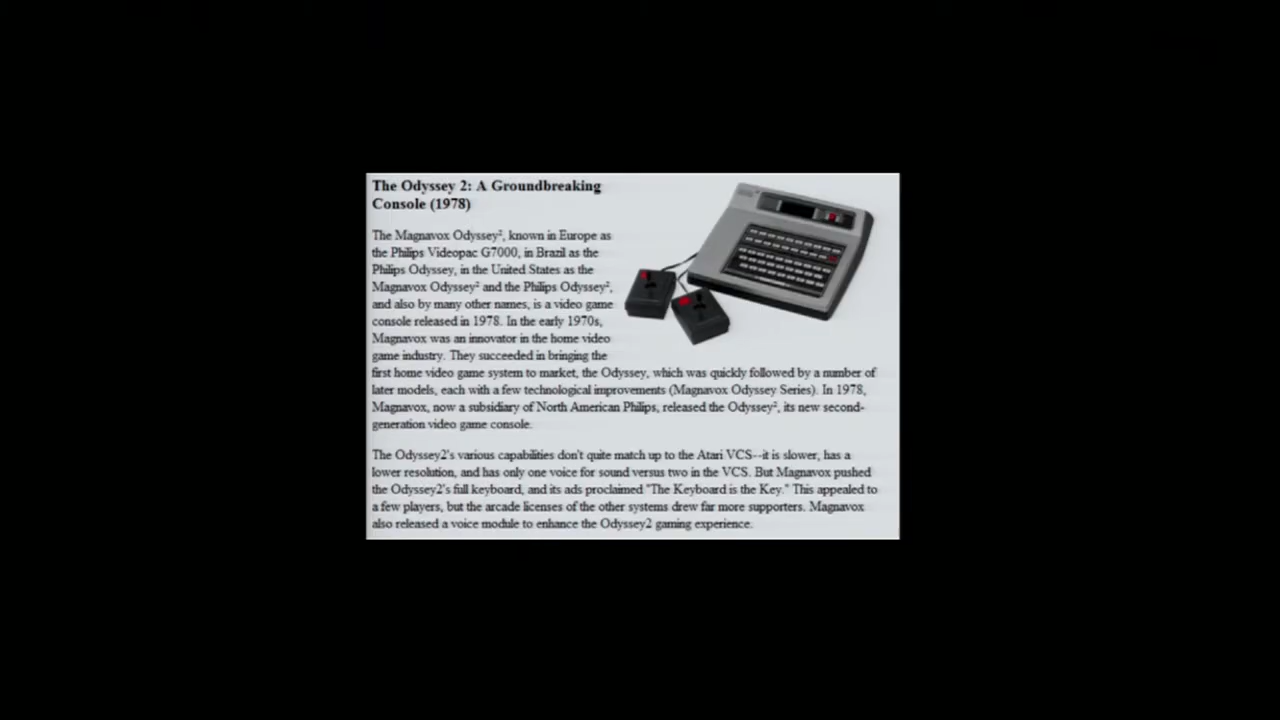 The Odyssey 2: A Groundbreaking
Console (1978)
The Magnavox Odyssey², known in Europe as
the Philips Videopac G7000, in Brazil as the
Philips Odyssey, in the United States as the
Magnavox Odyssey² and the Philips Odyssey²,
and also by many other names, is a video game
console released in 1978. In the early 1970s,
Magnavox was an innovator in the home video
game industry. They succeeded in bringing the
first home video game system to market, the Odyssey, which was quickly followed by a number of
later models, each with a few technological improvements (Magnavox Odyssey Series). In 1978,
Magnavox, now a subsidiary of North American Philips, released the Odyssey², its new second-
generation video game console.
The Odyssey2's various capabilities don't quite match up to the Atari VCS--it is slower, has a
lower resolution, and has only one voice for sound versus two in the VCS. But Magnavox pushed
the Odyssey2's full keyboard, and its ads proclaimed "The Keyboard is the Key." This appealed to
a few players, but the arcade licenses of the other systems drew far more supporters. Magnavox
also released a voice module to enhance the Odyssey2 gaming experience.